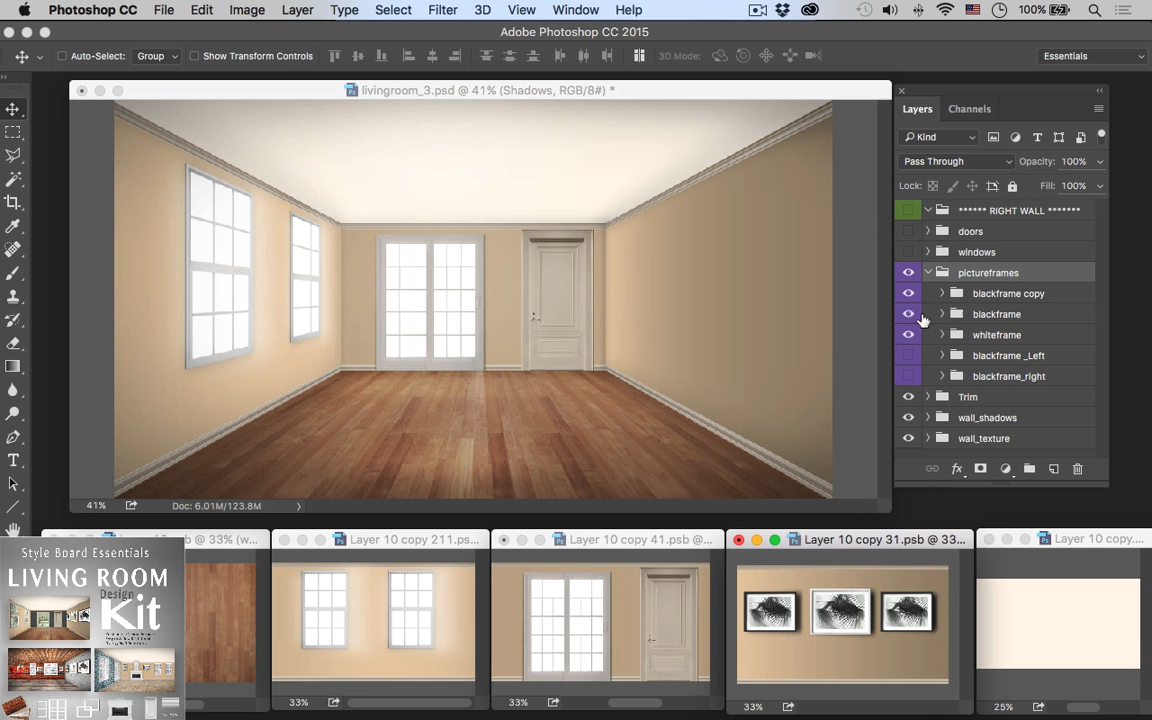 Photoshop CC File Edit Image Layer Type Select Filter 3D View Window Help 100%
Adobe Photoshop CC 2015
Auto-Select: Group Show Transform Controls 3D Mode: Essentials
livingroom_3.psd @ 41% (Shadows, RGB/8#) *
Layers Channels
Kind
Pass Through Opacity: 100%
Lock: Fill: 100%
****** RIGHT WALL *******
doors
windows
pictureframes
blackframe copy
blackframe
whiteframe
blackframe _Left
blackframe_right
Trim
wall_shadows
wall_texture
fx
41% Doc: 6.01M/123.8M
@ 33% (w...
Layer 10 copy 211.ps...
Layer 10 copy 41.psb @...
Layer 10 copy 31.psb @ 33...
Layer 10 copy....
Style Board Essentials
LIVING ROOM
Design
Kit
33%
33%
33%
25%